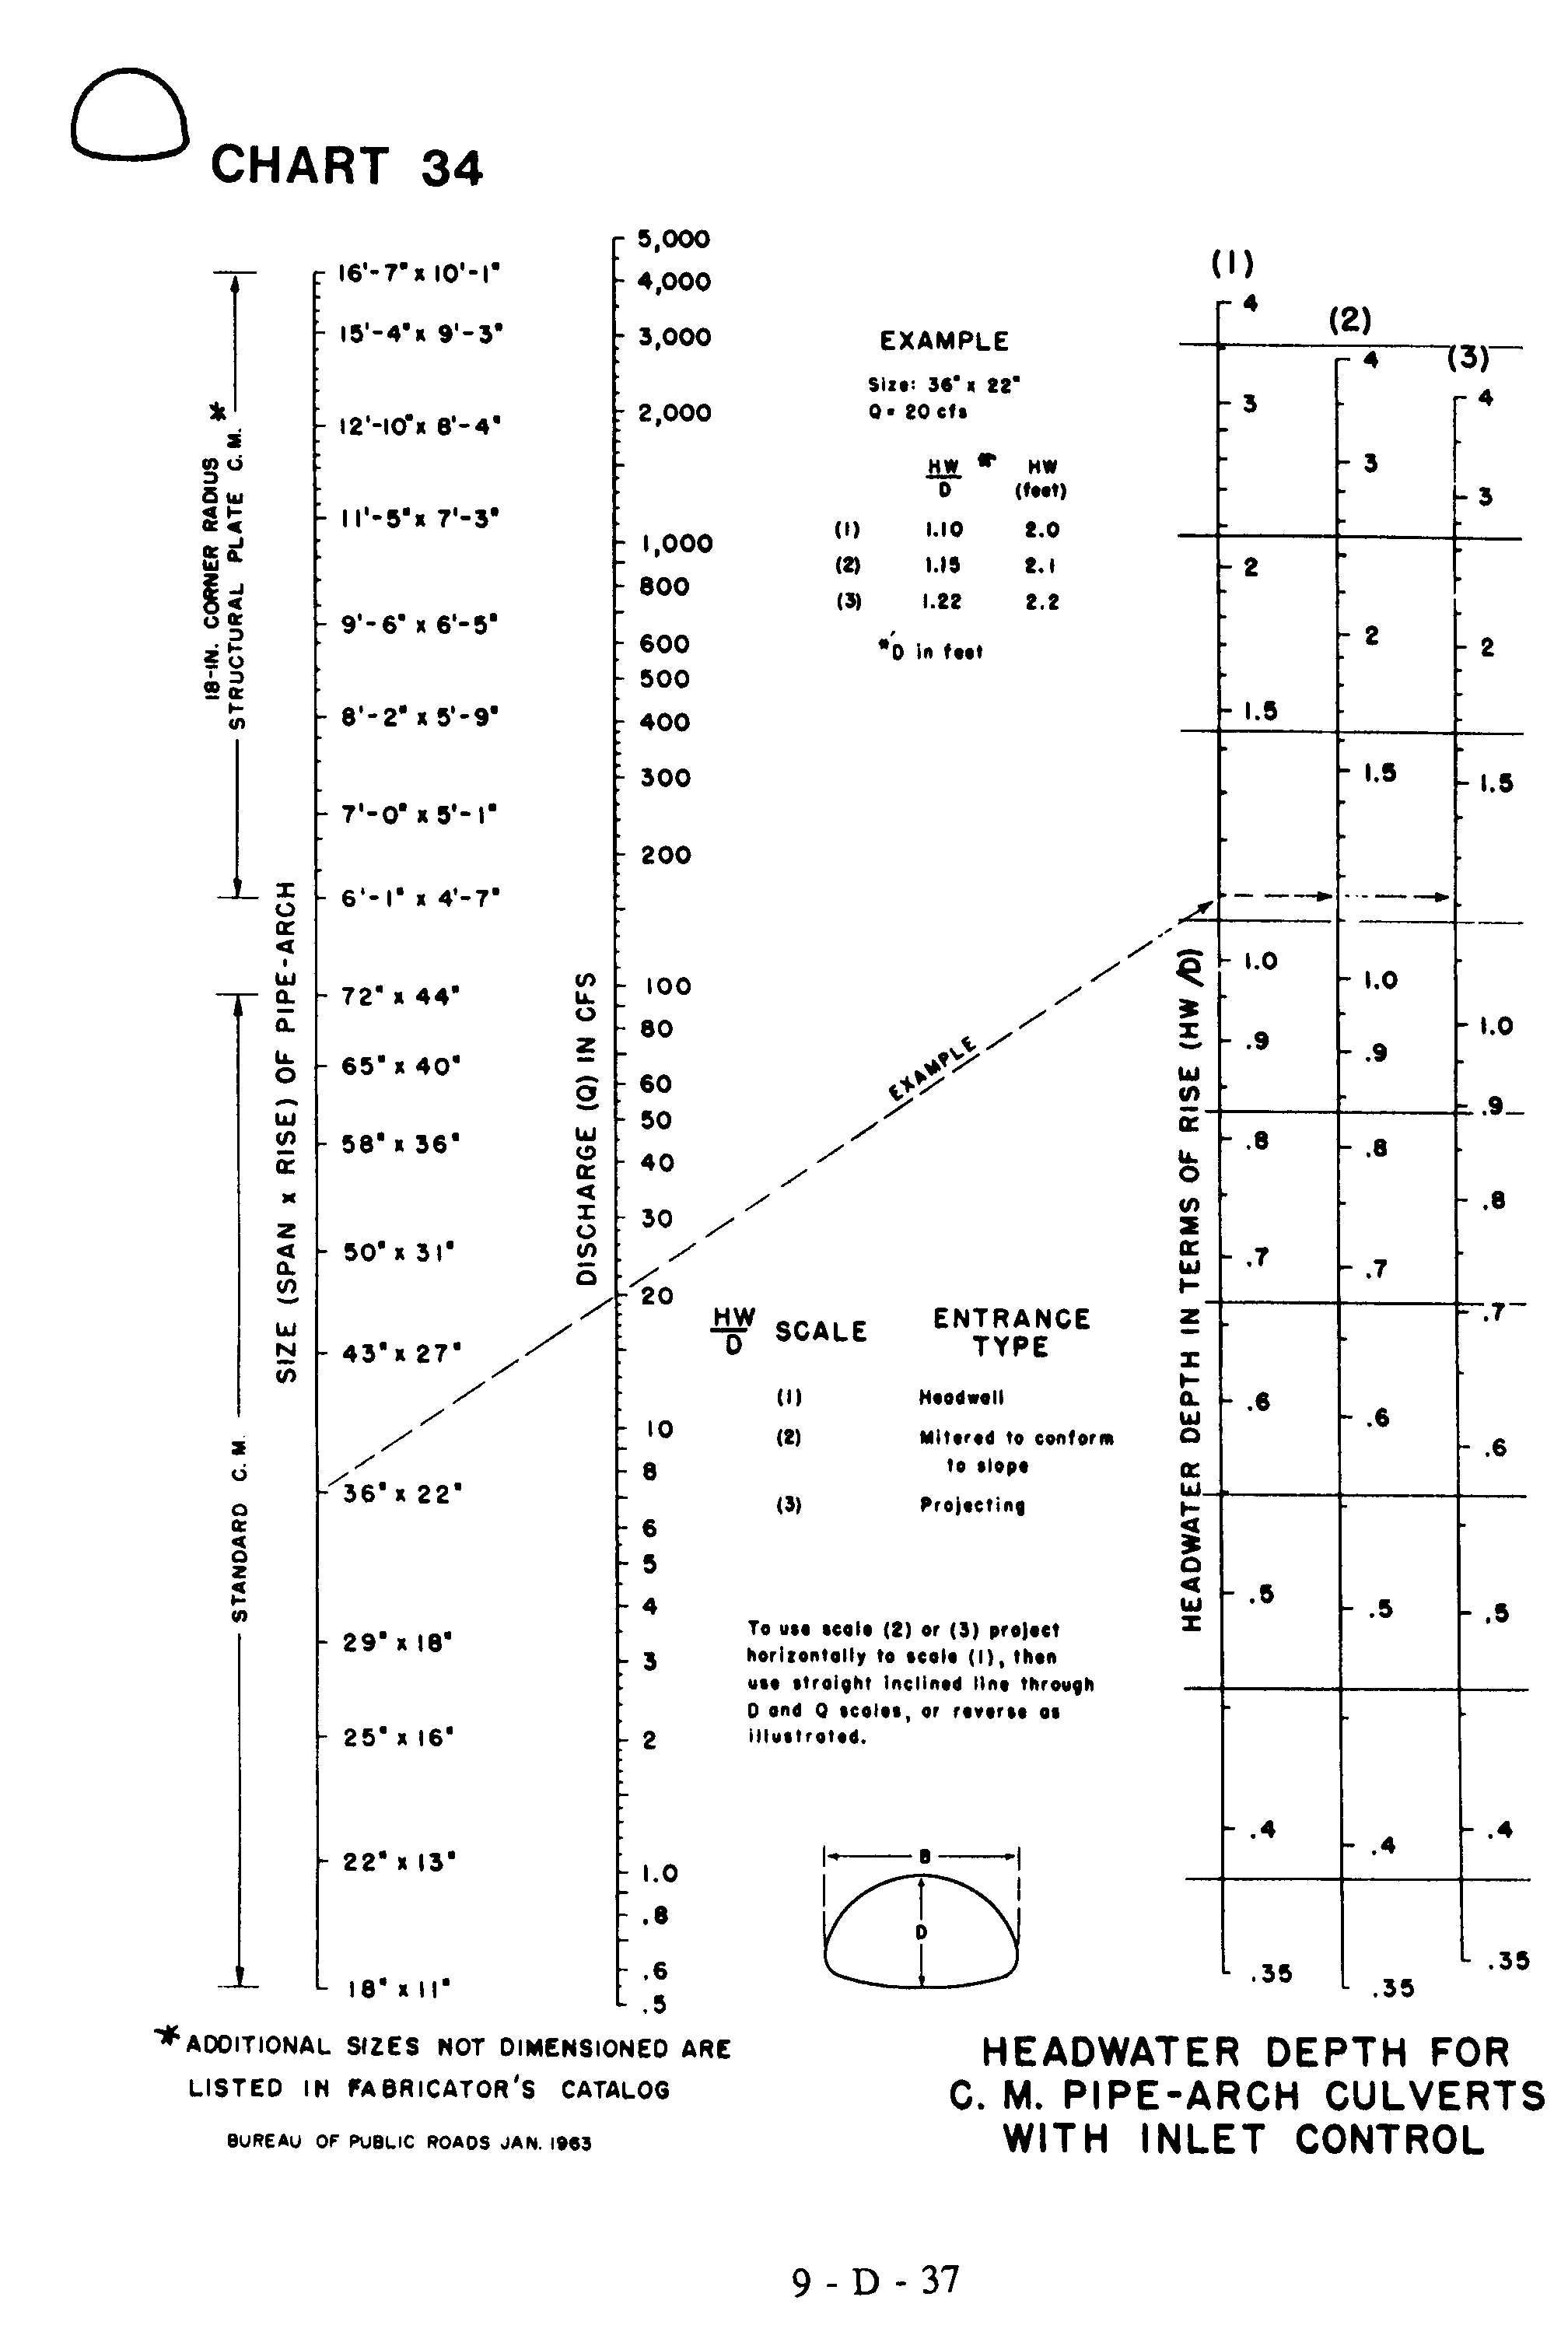 CHART 34
18-IN. CORNER RADIUS
STRUCTURAL PLATE C.M. *
STANDARD C.M.
SIZE (SPAN x RISE) OF PIPE-ARCH
16'-7" x 10'-1"
15'-4" x 9'-3"
12'-10" x 8'-4"
11'-5" x 7'-3"
9'-6" x 6'-5"
8'-2" x 5'-9"
7'-0" x 5'-1"
6'-1" x 4'-7"
72" x 44"
65" x 40"
58" x 36"
50" x 31"
43" x 27"
36" x 22"
29" x 18"
25" x 16"
22" x 13"
18" x 11"
DISCHARGE (Q) IN CFS
5,000
4,000
3,000
2,000
1,000
800
600
500
400
300
200
100
80
60
50
40
30
20
10
8
6
5
4
3
2
1.0
.8
.6
.5
EXAMPLE
Size: 36" x 22"
Q = 20 cfs
HW * HW
D (feet)
(1) 1.10 2.0
(2) 1.15 2.1
(3) 1.22 2.2
*D in feet
EXAMPLE
HW
D SCALE ENTRANCE
TYPE
(1) Headwall
(2) Mitered to conform
to slope
(3) Projecting
To use scale (2) or (3) project
horizontally to scale (1), then
use straight inclined line through
D and Q scales, or reverse as
illustrated.
B
D
HEADWATER DEPTH IN TERMS OF RISE (HW/D)
(1)
4
3
2
1.5
1.0
.9
.8
.7
.6
.5
.4
.35
(2)
4
3
2
1.5
1.0
.9
.8
.7
.6
.5
.4
.35
(3)
4
3
2
1.5
1.0
.9
.8
.7
.6
.5
.4
.35
*ADDITIONAL SIZES NOT DIMENSIONED ARE
LISTED IN FABRICATOR'S CATALOG
BUREAU OF PUBLIC ROADS JAN. 1963
HEADWATER DEPTH FOR
C. M. PIPE-ARCH CULVERTS
WITH INLET CONTROL
9 - D - 37